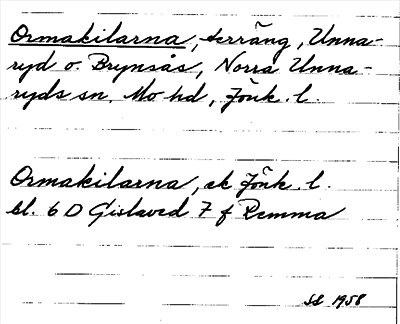 Ormakilarna, terräng, Unna-
ryd o. Brynsås, Norra Unna-
ryds sn. Mo hd, Jönk. l.
Ormakilarna, ek Jönk. l.
bl. 6 D Gislaved 7 f Remma
SL 1958